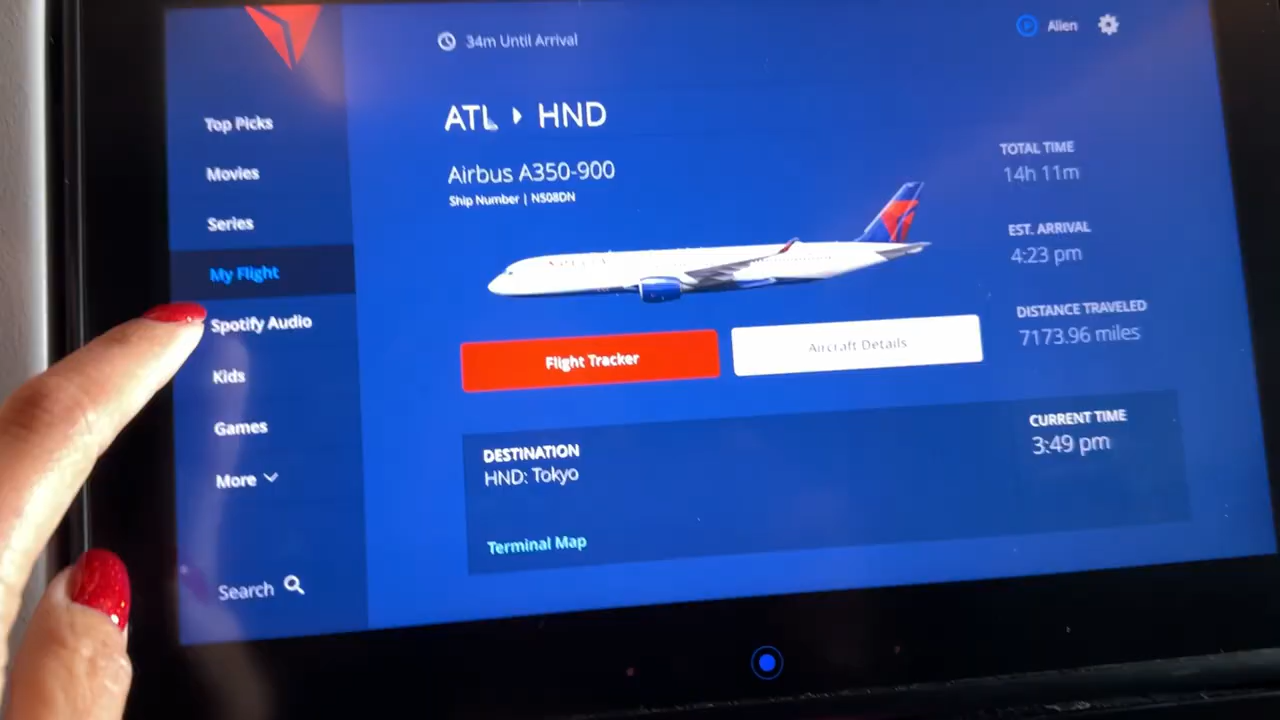 34m Until Arrival
Allen
ATL ▸ HND
Airbus A350-900
Ship Number | N508DN
Top Picks
Movies
Series
My Flight
Spotify Audio
Kids
Games
More
Search
TOTAL TIME
14h 11m
EST. ARRIVAL
4:23 pm
DISTANCE TRAVELED
7173.96 miles
Flight Tracker
Aircraft Details
DESTINATION
HND: Tokyo
Terminal Map
CURRENT TIME
3:49 pm